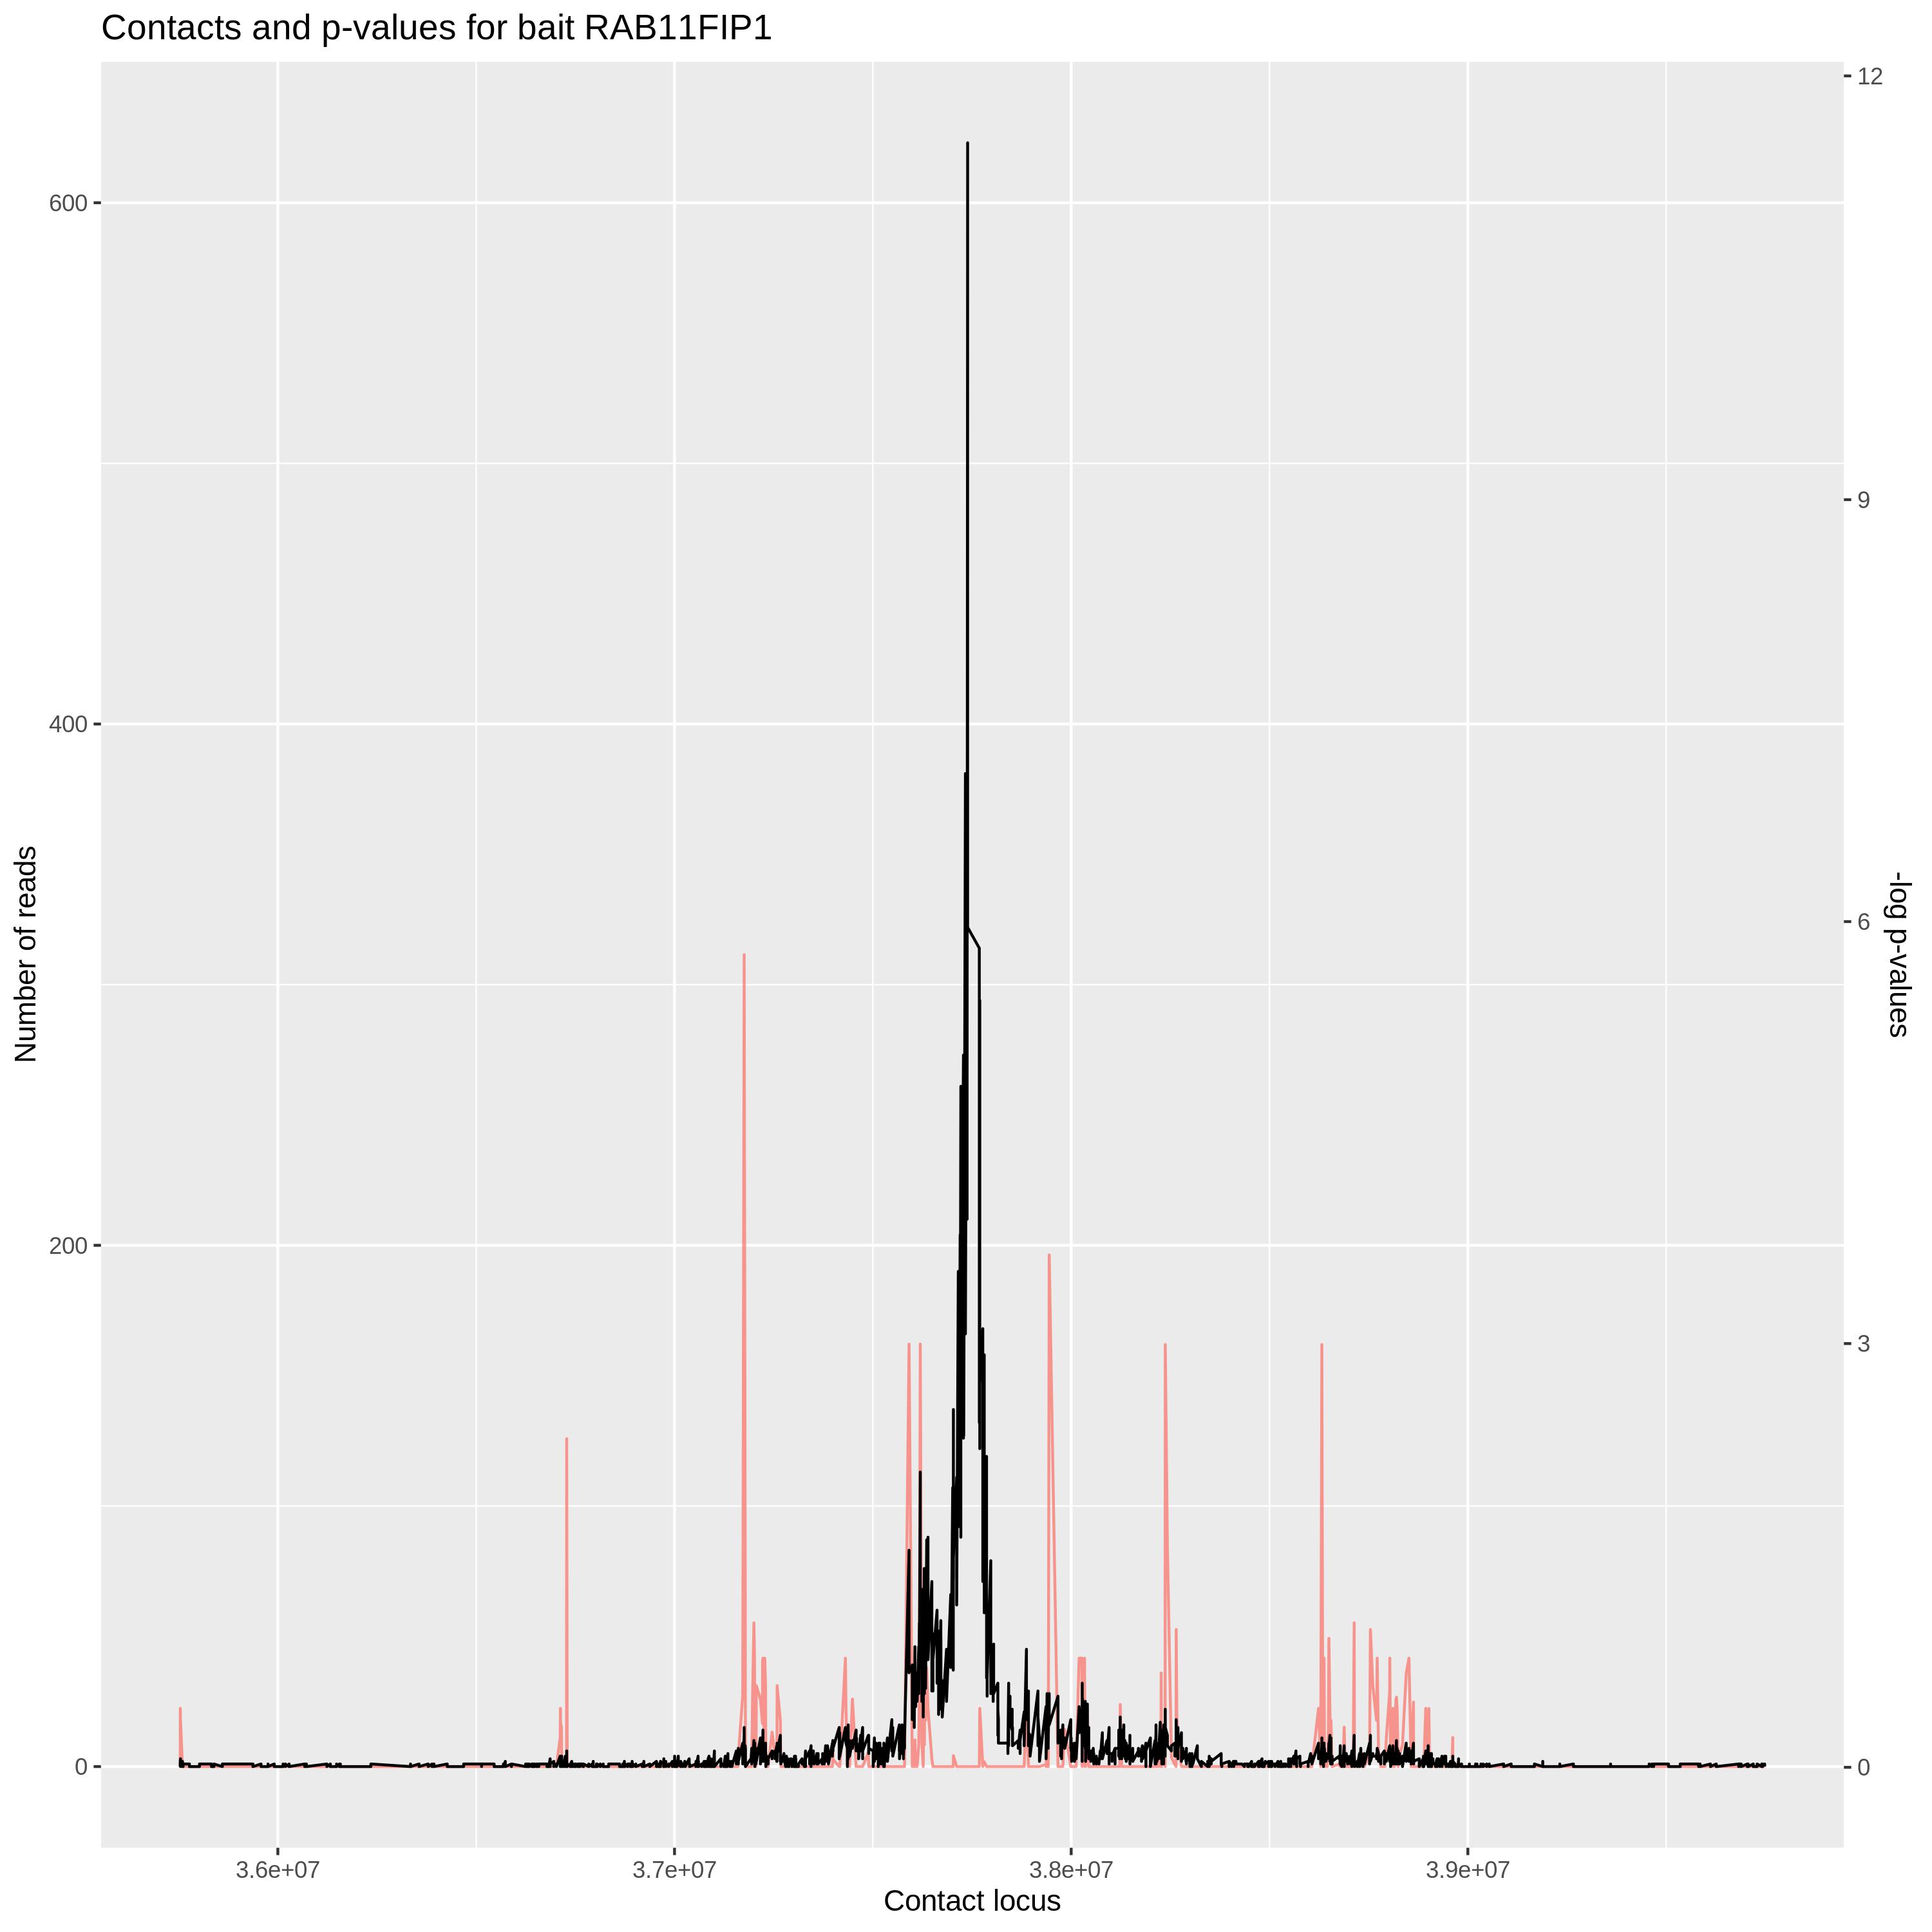 Contacts and p-values for bait RAB11FIP1
Number of reads
600
400
200
0
12
9
6
3
0
-log p-values
3.6e+07 3.7e+07 3.8e+07 3.9e+07
Contact locus